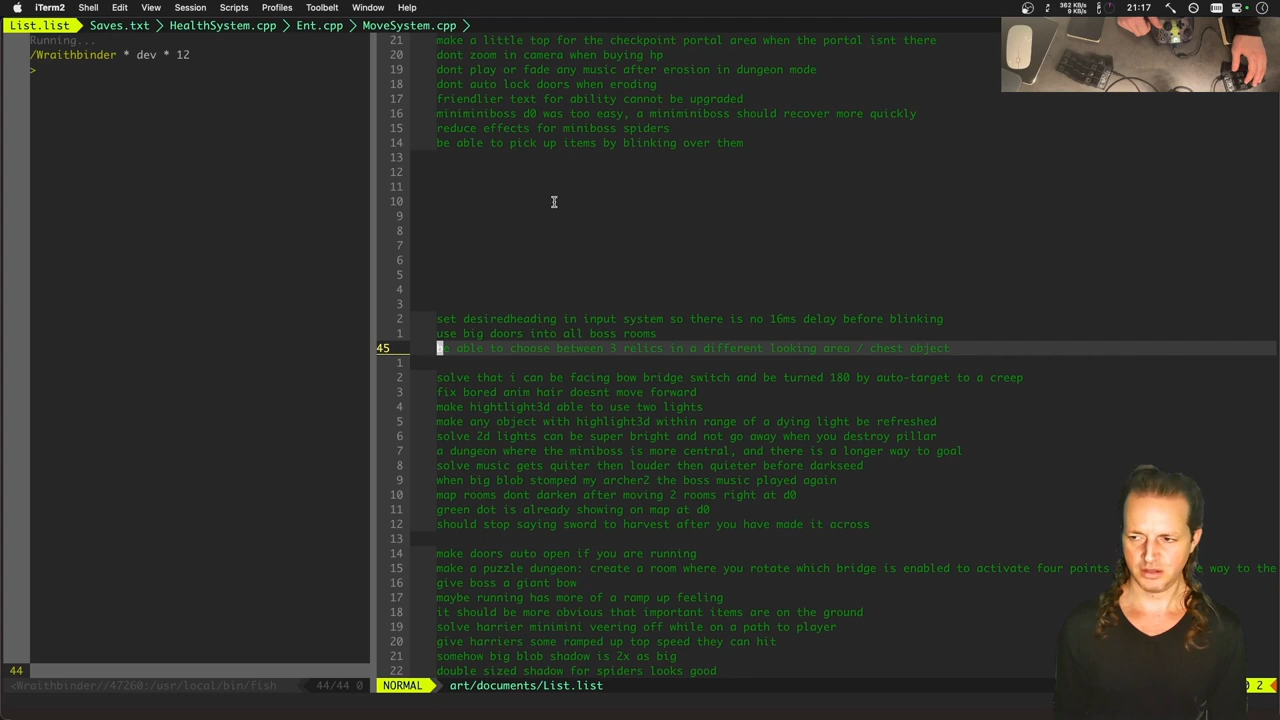 iTerm2 Shell Edit View Session Scripts Profiles Toolbelt Window Help 362 KB/s 9 KB/s 21:17
List.list Saves.txt HealthSystem.cpp Ent.cpp MoveSystem.cpp
Running...
/Wraithbinder * dev * 12
>
44
<Wraithbinder//47260:/usr/local/bin/fish 44/44 0
21 make a little top for the checkpoint portal area when the portal isnt there
20 dont zoom in camera when buying hp
19 dont play or fade any music after erosion in dungeon mode
18 dont auto lock doors when eroding
17 friendlier text for ability cannot be upgraded
16 miniminiboss d0 was too easy, a miniminiboss should recover more quickly
15 reduce effects for miniboss spiders
14 be able to pick up items by blinking over them
13
12
11
10
9
8
7
6
5
4
3
2 set desiredheading in input system so there is no 16ms delay before blinking
1 use big doors into all boss rooms
45 be able to choose between 3 relics in a different looking area / chest object
1
2 solve that i can be facing bow bridge switch and be turned 180 by auto-target to a creep
3 fix bored anim hair doesnt move forward
4 make hightlight3d able to use two lights
5 make any object with highlight3d within range of a dying light be refreshed
6 solve 2d lights can be super bright and not go away when you destroy pillar
7 a dungeon where the miniboss is more central, and there is a longer way to goal
8 solve music gets quiter then louder then quieter before darkseed
9 when big blob stomped my archer2 the boss music played again
10 map rooms dont darken after moving 2 rooms right at d0
11 green dot is already showing on map at d0
12 should stop saying sword to harvest after you have made it across
13
14 make doors auto open if you are running
15 make a puzzle dungeon: create a room where you rotate which bridge is enabled to activate four points way to the
16 give boss a giant bow
17 maybe running has more of a ramp up feeling
18 it should be more obvious that important items are on the ground
19 solve harrier minimini veering off while on a path to player
20 give harriers some ramped up top speed they can hit
21 somehow big blob shadow is 2x as big
22 double sized shadow for spiders looks good
NORMAL art/documents/List.list 2